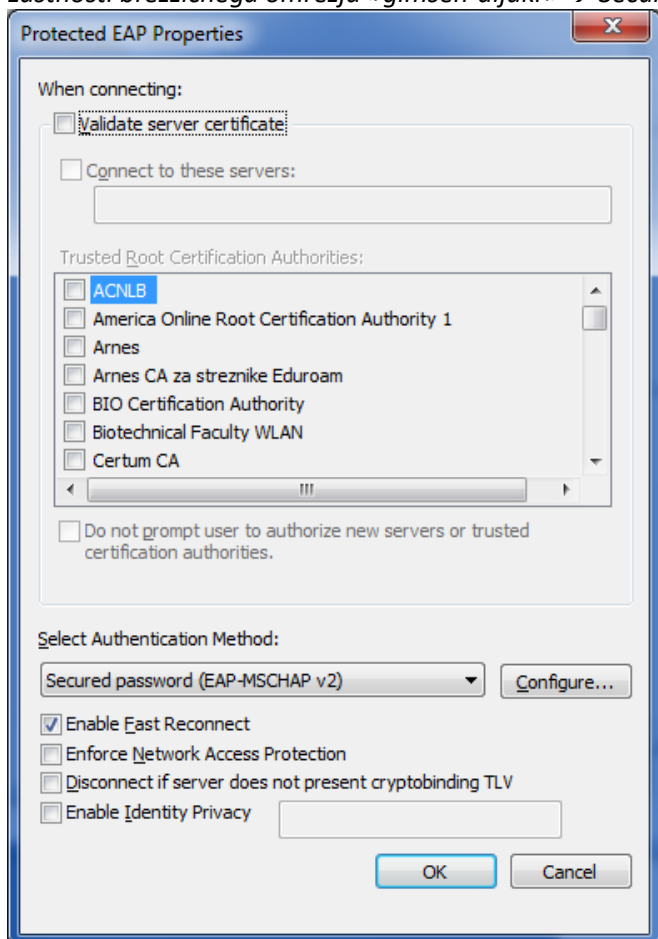 Protected EAP Properties
When connecting:
Validate server certificate
Connect to these servers:
Trusted Root Certification Authorities:
ACNLB
America Online Root Certification Authority 1
Arnes
Arnes CA za streznike Eduroam
BIO Certification Authority
Biotechnical Faculty WLAN
Certum CA
Do not prompt user to authorize new servers or trusted
certification authorities.
Select Authentication Method:
Secured password (EAP-MSCHAP v2)
Configure...
Enable Fast Reconnect
Enforce Network Access Protection
Disconnect if server does not present cryptobinding TLV
Enable Identity Privacy
OK
Cancel